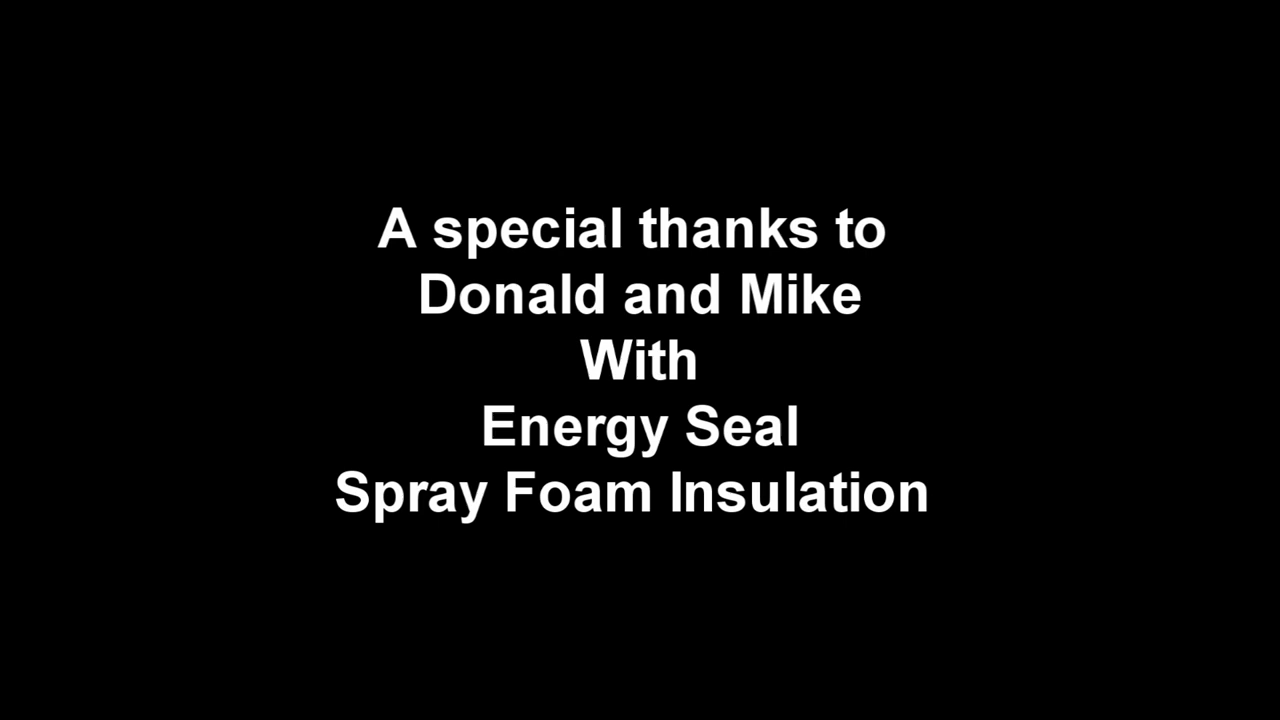 A special thanks to
Donald and Mike
With
Energy Seal
Spray Foam Insulation